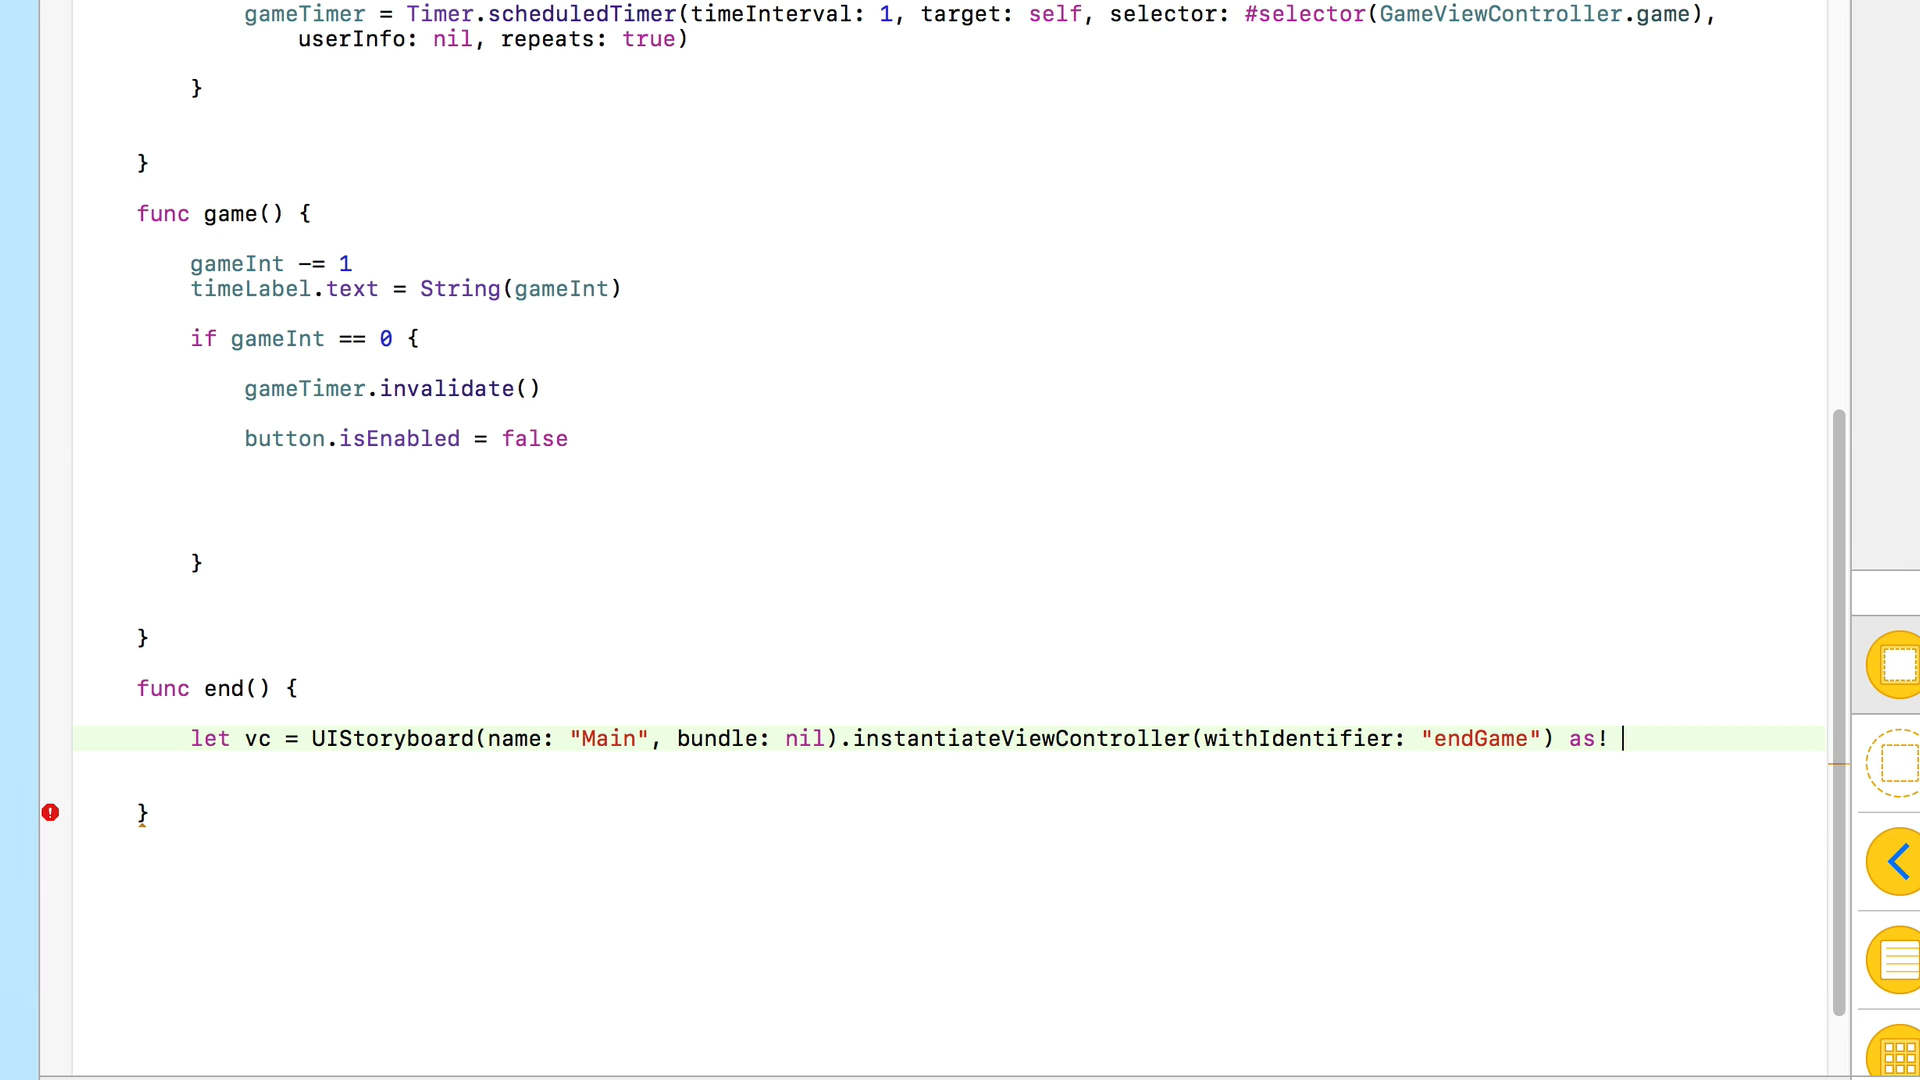 gameTimer = Timer.scheduledTimer(timeInterval: 1, target: self, selector: #selector(GameViewController.game),
userInfo: nil, repeats: true)
}
}
func game() {
gameInt -= 1
timeLabel.text = String(gameInt)
if gameInt == 0 {
gameTimer.invalidate()
button.isEnabled = false
}
}
func end() {
let vc = UIStoryboard(name: "Main", bundle: nil).instantiateViewController(withIdentifier: "endGame") as!
}